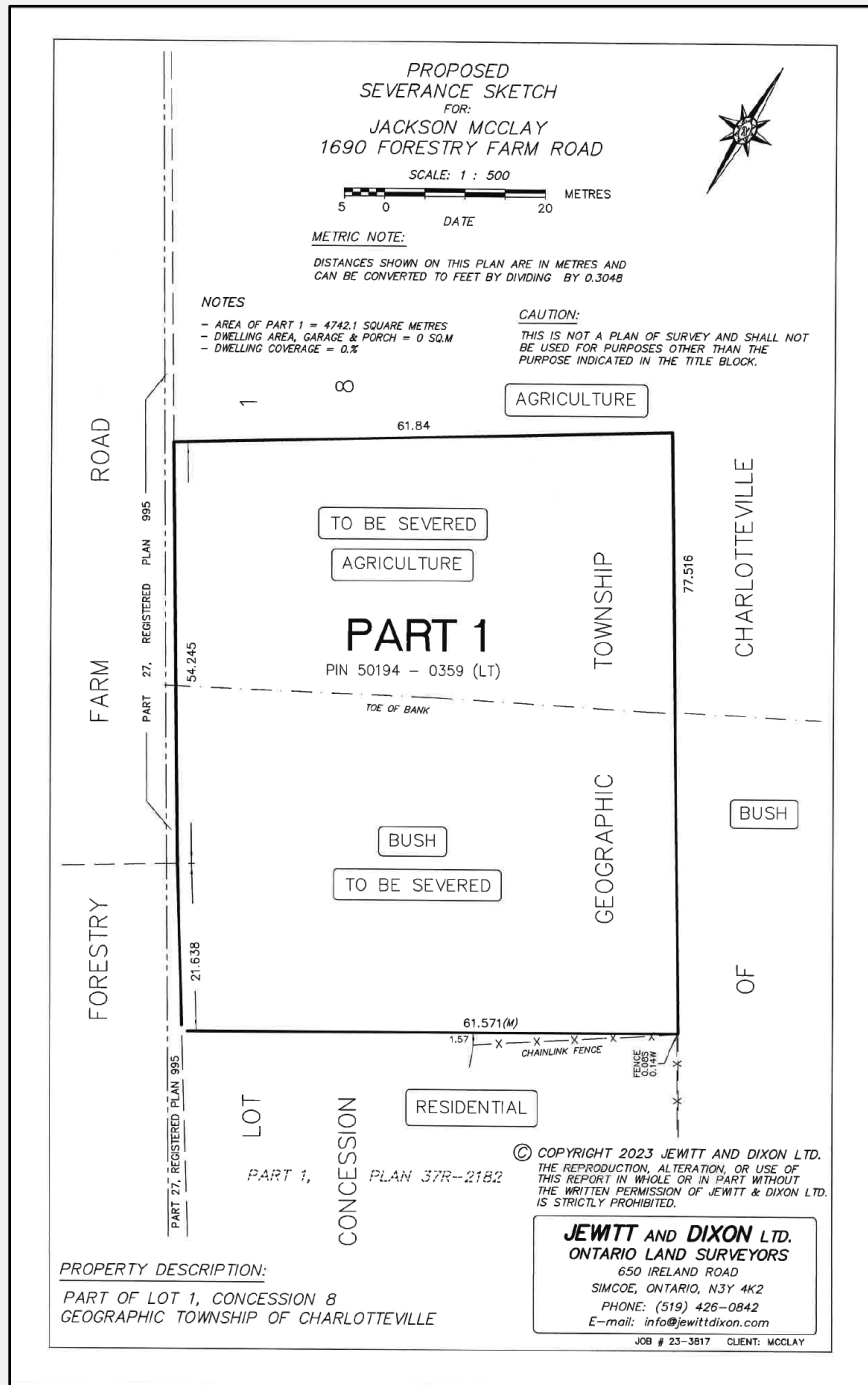 PROPOSED
SEVERANCE SKETCH
FOR:
JACKSON MCCLAY
1690 FORESTRY FARM ROAD
SCALE: 1 : 500
METRES
5 0 20
DATE
METRIC NOTE:
DISTANCES SHOWN ON THIS PLAN ARE IN METRES AND
CAN BE CONVERTED TO FEET BY DIVIDING BY 0.3048
NOTES
- AREA OF PART 1 = 4742.1 SQUARE METRES
- DWELLING AREA, GARAGE & PORCH = 0 SQ.M
- DWELLING COVERAGE = 0.%
CAUTION:
THIS IS NOT A PLAN OF SURVEY AND SHALL NOT
BE USED FOR PURPOSES OTHER THAN THE
PURPOSE INDICATED IN THE TITLE BLOCK.
1 8
AGRICULTURE
61.84
FORESTRY FARM ROAD
PART 27, REGISTERED PLAN 995
TO BE SEVERED
AGRICULTURE
PART 1
PIN 50194 - 0359 (LT)
54.245
77.516
TOE OF BANK
GEOGRAPHIC TOWNSHIP
OF CHARLOTTEVILLE
BUSH
TO BE SEVERED
BUSH
21.638
61.571(M)
1.57
X X X X X
CHAINLINK FENCE
FENCE
0.08S
0.14W
X
X
PART 27, REGISTERED PLAN 995
LOT
CONCESSION
RESIDENTIAL
PART 1, PLAN 37R-2182
© COPYRIGHT 2023 JEWITT AND DIXON LTD.
THE REPRODUCTION, ALTERATION, OR USE OF
THIS REPORT IN WHOLE OR IN PART WITHOUT
THE WRITTEN PERMISSION OF JEWITT & DIXON LTD.
IS STRICTLY PROHIBITED.
JEWITT AND DIXON LTD.
ONTARIO LAND SURVEYORS
650 IRELAND ROAD
SIMCOE, ONTARIO, N3Y 4K2
PHONE: (519) 426-0842
E-mail: info@jewittdixon.com
JOB # 23-3817 CLIENT: MCCLAY
PROPERTY DESCRIPTION:
PART OF LOT 1, CONCESSION 8
GEOGRAPHIC TOWNSHIP OF CHARLOTTEVILLE